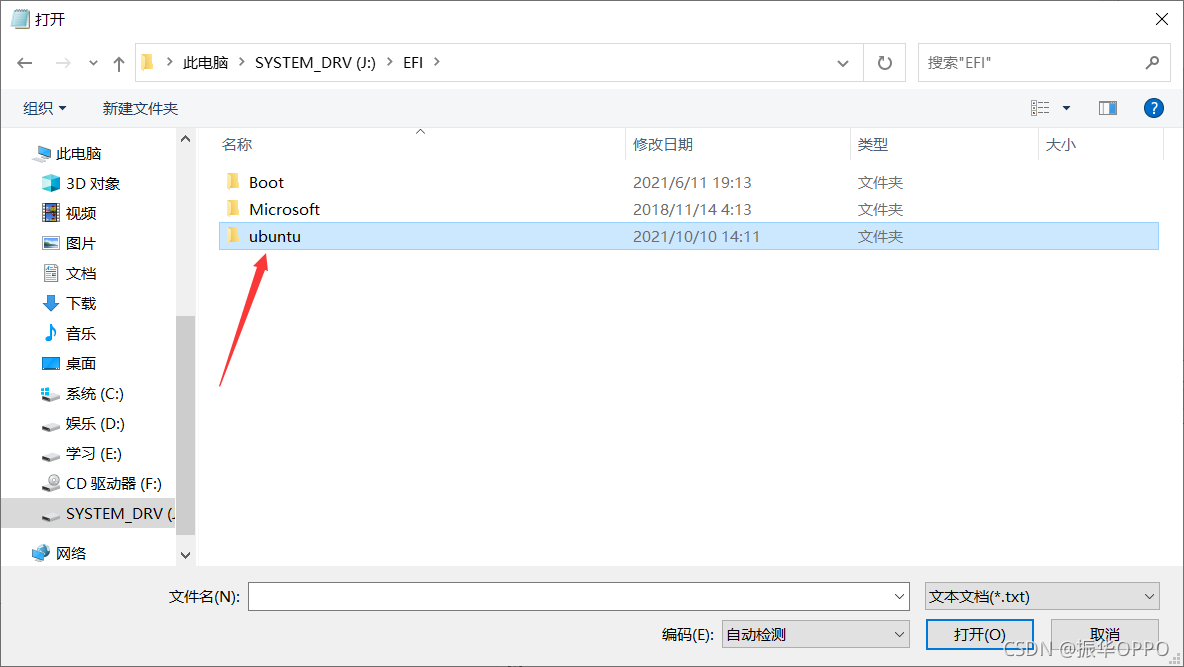 打开
此电脑 > SYSTEM_DRV (J:) > EFI >
搜索"EFI"
组织 新建文件夹
名称 修改日期 类型 大小
此电脑
3D 对象
视频
图片
文档
下载
音乐
桌面
系统 (C:)
娱乐 (D:)
学习 (E:)
CD 驱动器 (F:)
SYSTEM_DRV (J
网络
Boot 2021/6/11 19:13 文件夹
Microsoft 2018/11/14 4:13 文件夹
ubuntu 2021/10/10 14:11 文件夹
文件名(N): 文本文档(*.txt)
编码(E): 自动检测 打开(O) 取消
CSDN @振华OPPO